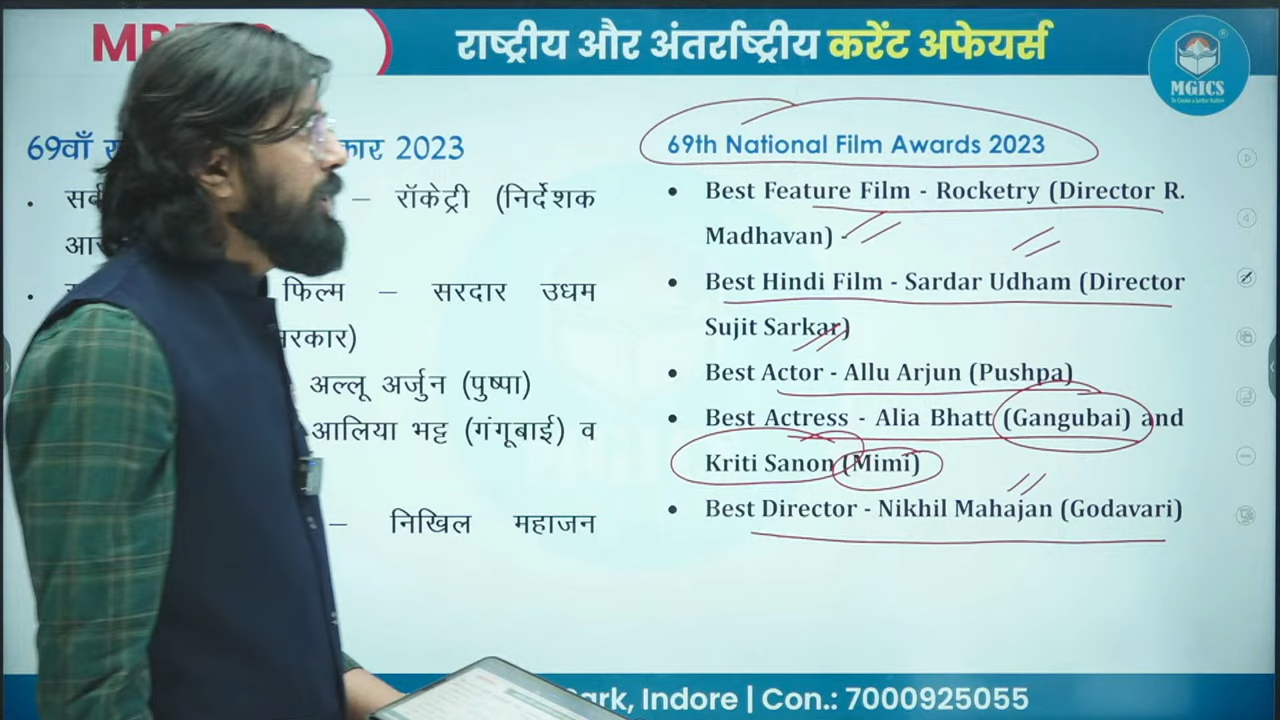 राष्ट्रीय और अंतर्राष्ट्रीय करेंट अफेयर्स
MGICS
69वाँ
कार 2023
– रॉकेट्री (निर्देशक
फिल्म – सरदार उधम
सरकार)
अल्लू अर्जुन (पुष्पा)
आलिया भट्ट (गंगूबाई) व
– निखिल महाजन
69th National Film Awards 2023
• Best Feature Film - Rocketry (Director R.
Madhavan) -
• Best Hindi Film - Sardar Udham (Director
Sujit Sarkar)
• Best Actor - Allu Arjun (Pushpa)
• Best Actress - Alia Bhatt (Gangubai) and
Kriti Sanon (Mimi)
• Best Director - Nikhil Mahajan (Godavari)
Indore | Con.: 7000925055